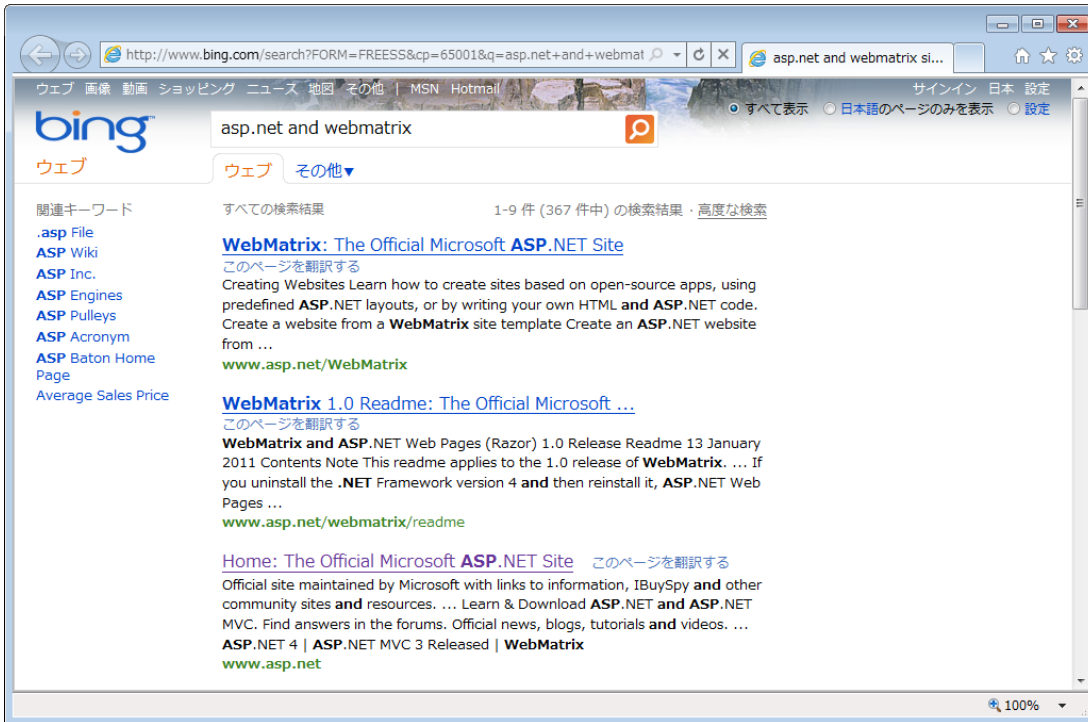 http://www.bing.com/search?FORM=FREESS&cp=65001&q=asp.net+and+webmat
asp.net and webmatrix si...
ウェブ 画像 動画 ショッピング ニュース 地図 その他 | MSN Hotmail
サインイン 日本 設定
すべて表示 日本語のページのみを表示 設定
bing™
asp.net and webmatrix
ウェブ
ウェブ その他▼
関連キーワード
.asp File
ASP Wiki
ASP Inc.
ASP Engines
ASP Pulleys
ASP Acronym
ASP Baton Home
Page
Average Sales Price
すべての検索結果
1-9 件 (367 件中) の検索結果・高度な検索
WebMatrix: The Official Microsoft ASP.NET Site
このページを翻訳する
Creating Websites Learn how to create sites based on open-source apps, using
predefined ASP.NET layouts, or by writing your own HTML and ASP.NET code.
Create a website from a WebMatrix site template Create an ASP.NET website
from ...
www.asp.net/WebMatrix
WebMatrix 1.0 Readme: The Official Microsoft ...
このページを翻訳する
WebMatrix and ASP.NET Web Pages (Razor) 1.0 Release Readme 13 January
2011 Contents Note This readme applies to the 1.0 release of WebMatrix. ... If
you uninstall the .NET Framework version 4 and then reinstall it, ASP.NET Web
Pages ...
www.asp.net/webmatrix/readme
Home: The Official Microsoft ASP.NET Site このページを翻訳する
Official site maintained by Microsoft with links to information, IBuySpy and other
community sites and resources. ... Learn & Download ASP.NET and ASP.NET
MVC. Find answers in the forums. Official news, blogs, tutorials and videos. ...
ASP.NET 4 | ASP.NET MVC 3 Released | WebMatrix
www.asp.net
100%